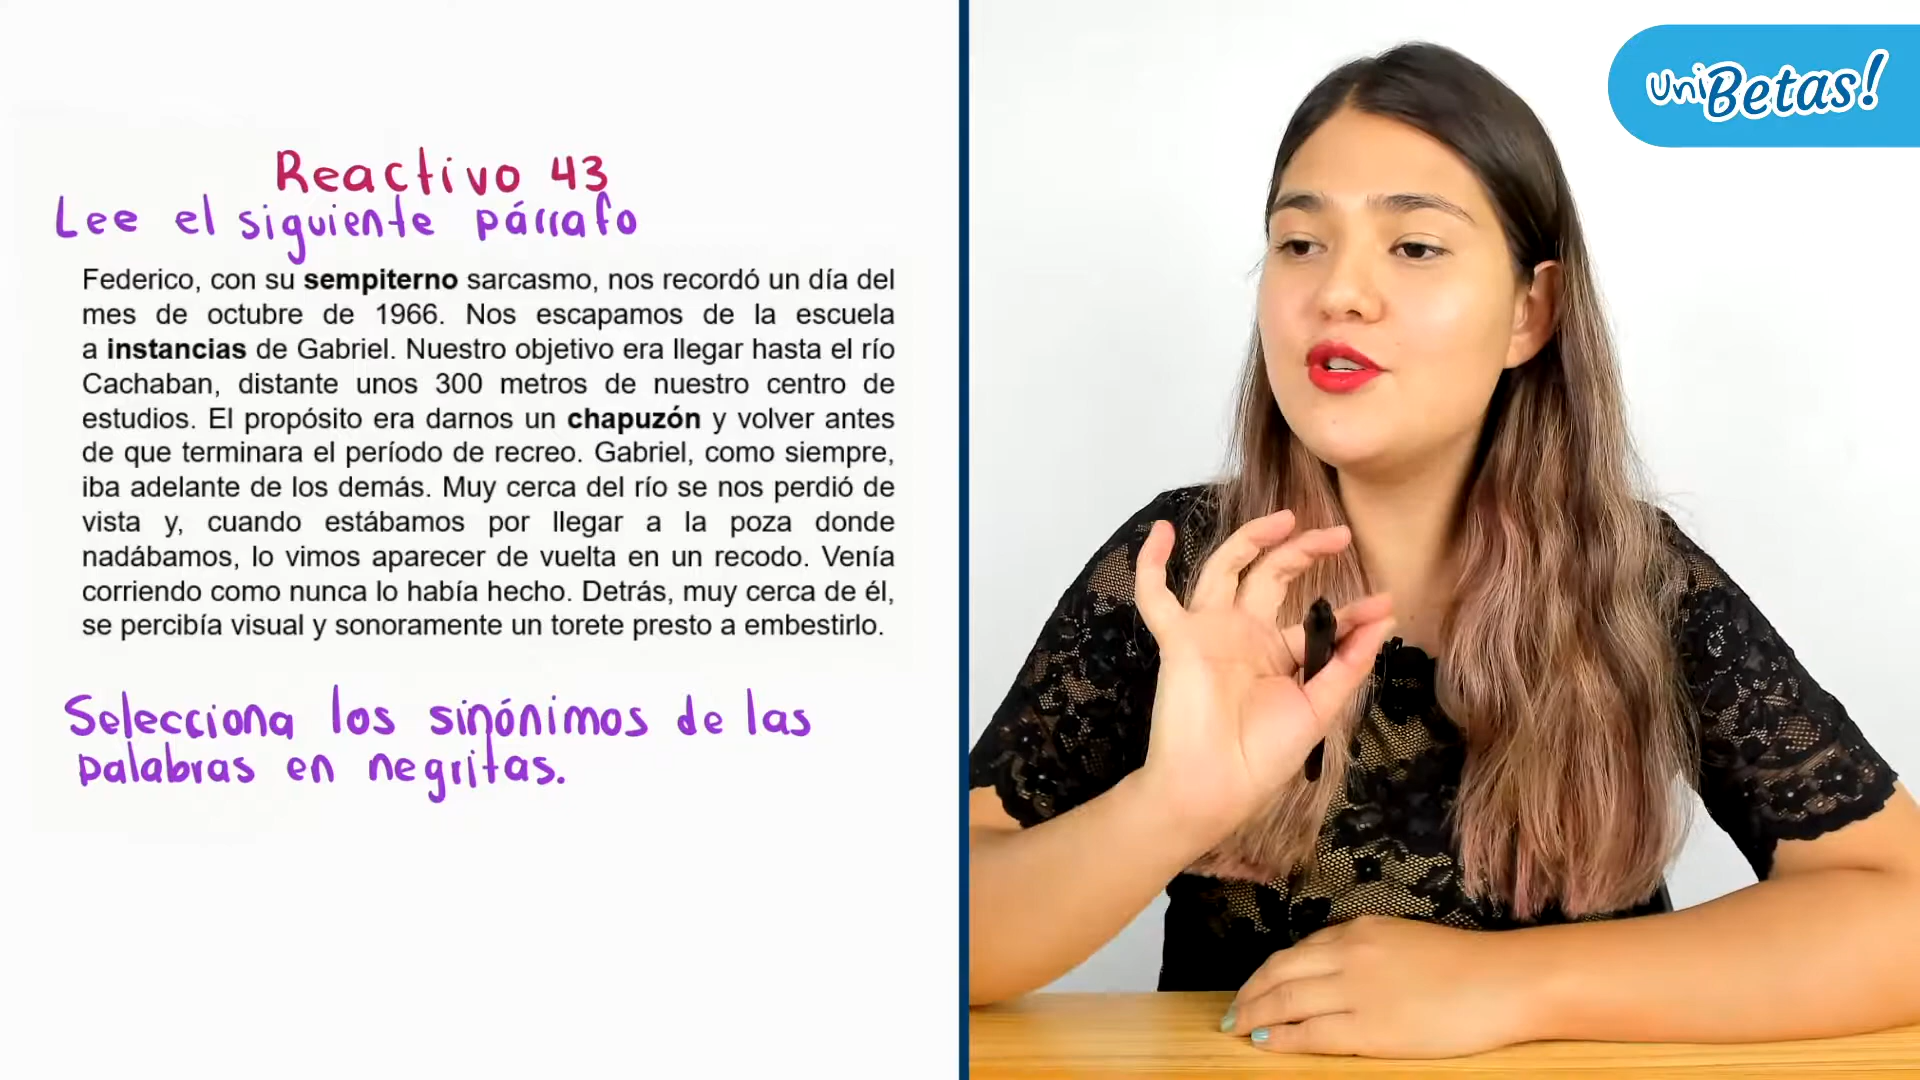 Reactivo 43
Lee el siguiente párrafo
Federico, con su sempiterno sarcasmo, nos recordó un día del
mes de octubre de 1966. Nos escapamos de la escuela
a instancias de Gabriel. Nuestro objetivo era llegar hasta el río
Cachaban, distante unos 300 metros de nuestro centro de
estudios. El propósito era darnos un chapuzón y volver antes
de que terminara el período de recreo. Gabriel, como siempre,
iba adelante de los demás. Muy cerca del río se nos perdió de
vista y, cuando estábamos por llegar a la poza donde
nadábamos, lo vimos aparecer de vuelta en un recodo. Venía
corriendo como nunca lo había hecho. Detrás, muy cerca de él,
se percibía visual y sonoramente un torete presto a embestirlo.
Selecciona los sinónimos de las
palabras en negritas.
uniBetas!